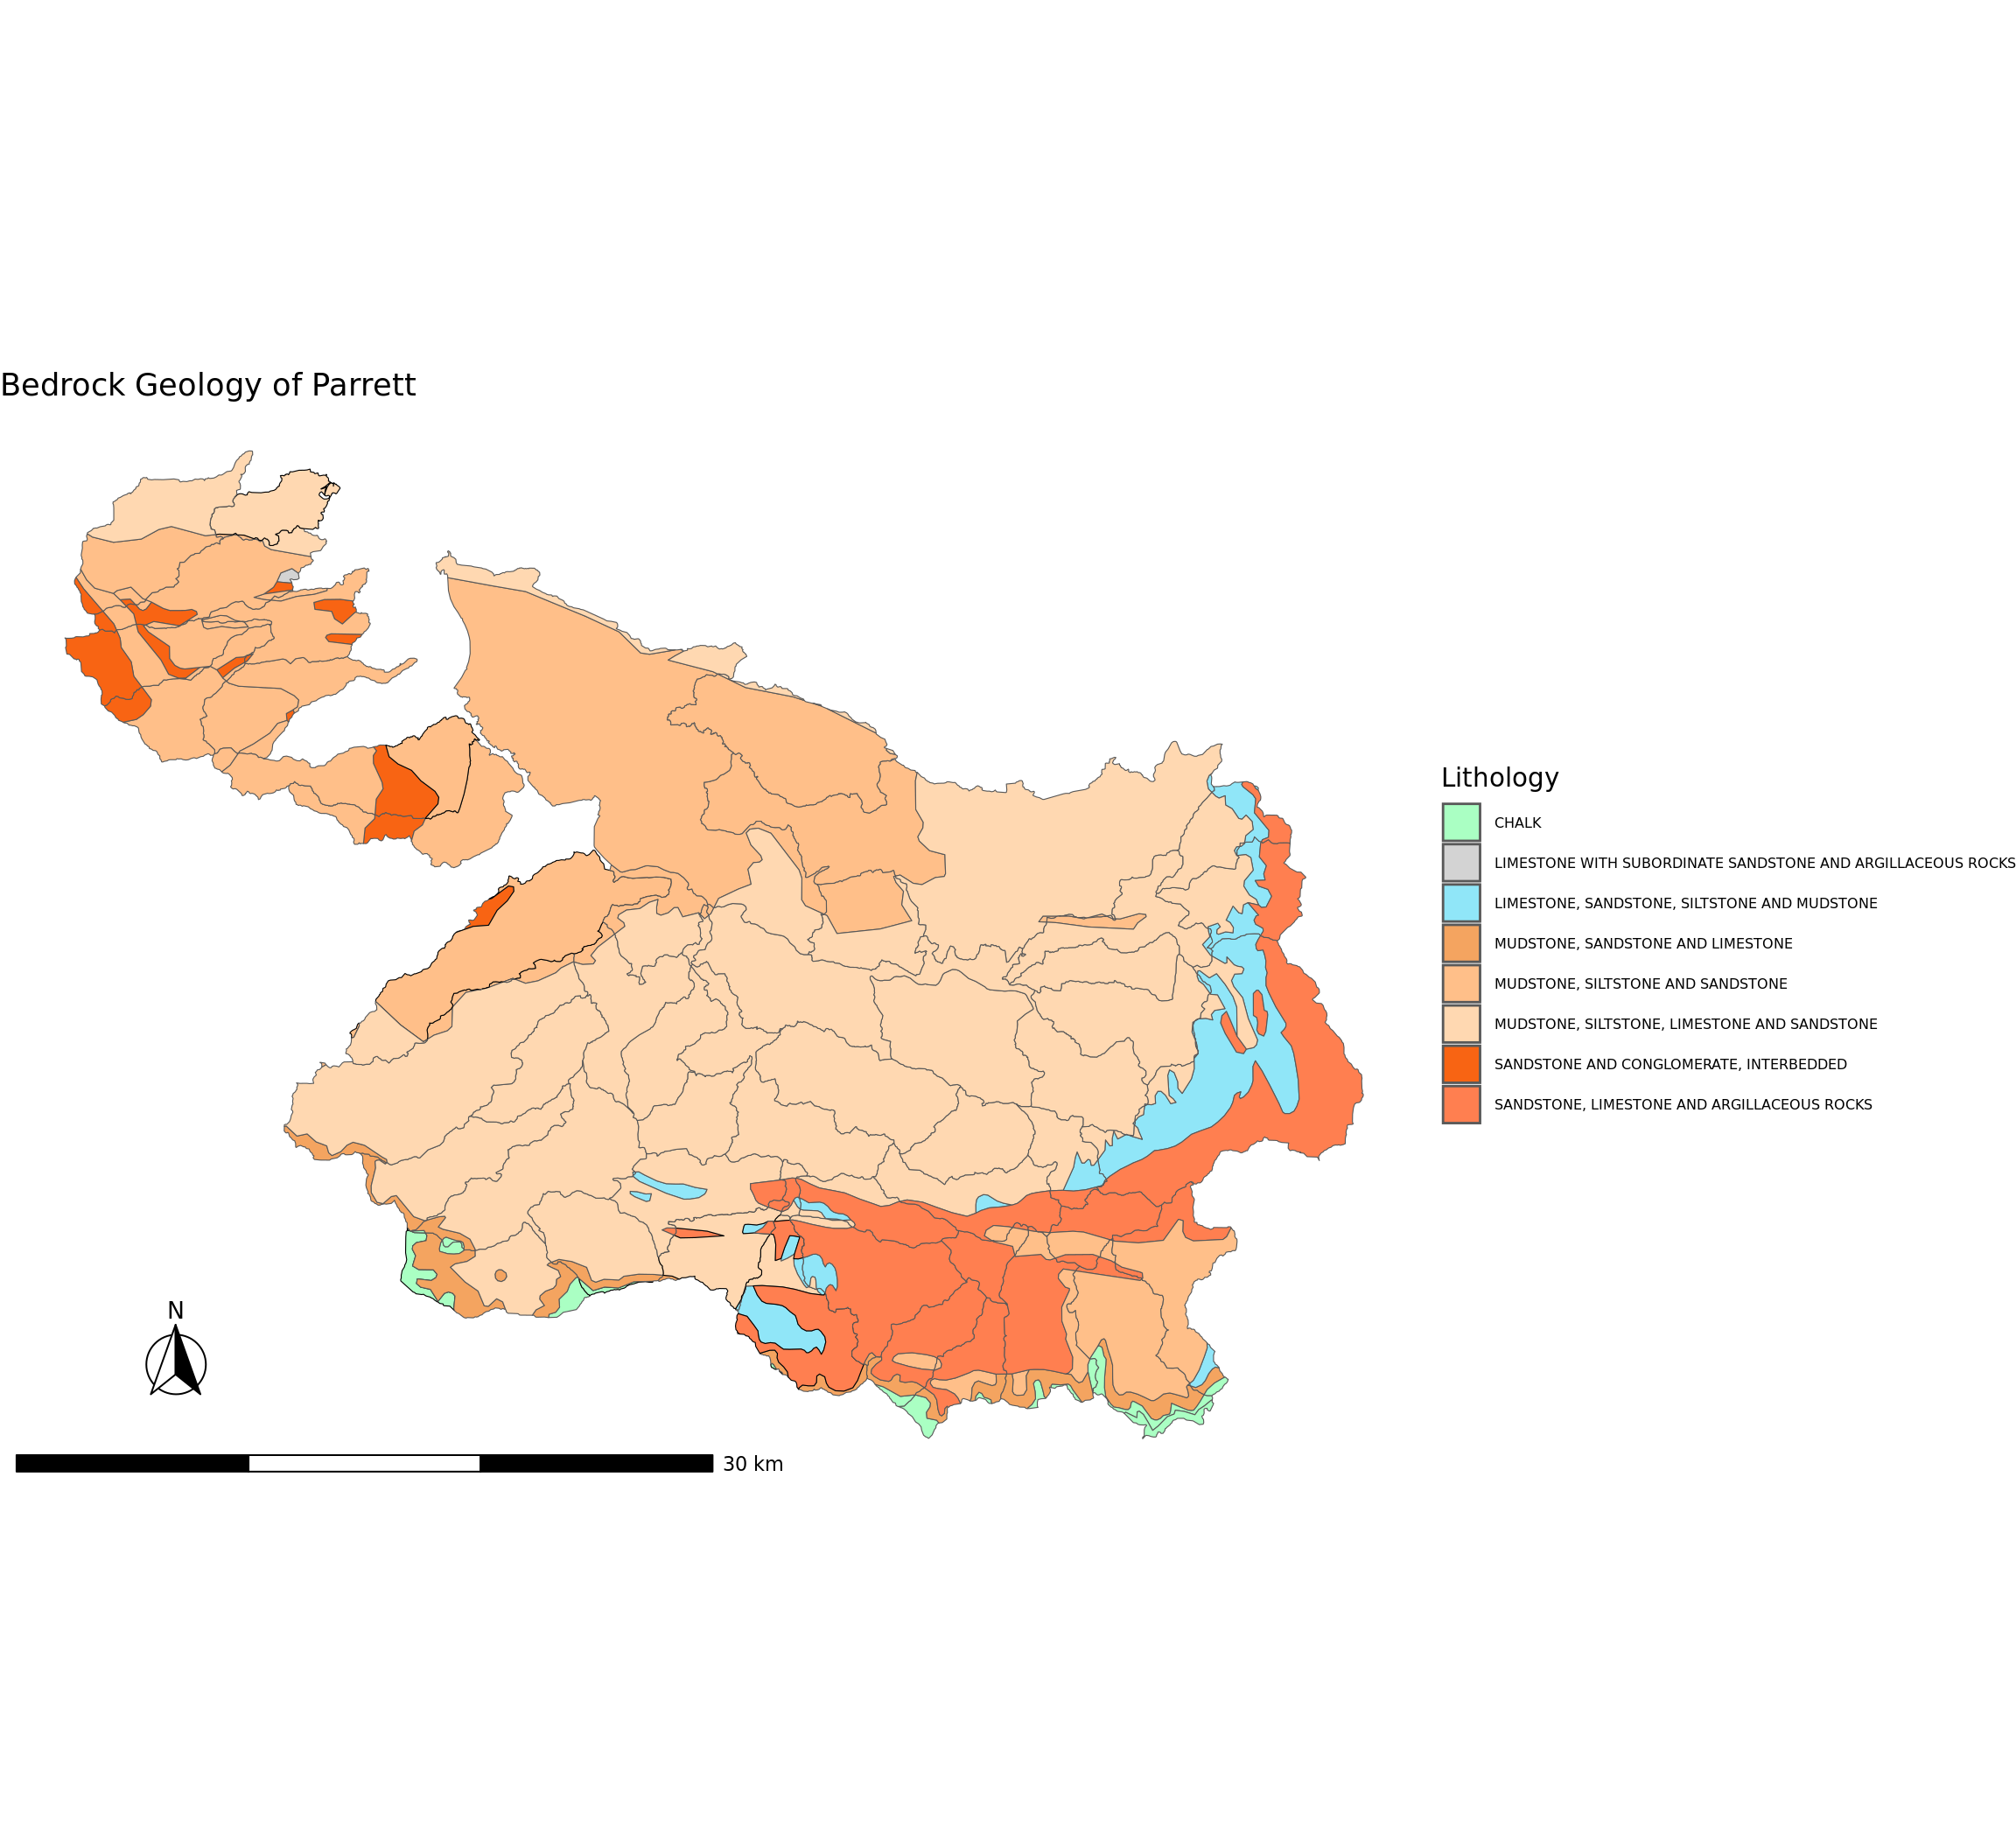 Bedrock Geology of Parrett
Lithology
CHALK
LIMESTONE WITH SUBORDINATE SANDSTONE AND ARGILLACEOUS ROCKS
LIMESTONE, SANDSTONE, SILTSTONE AND MUDSTONE
MUDSTONE, SANDSTONE AND LIMESTONE
MUDSTONE, SILTSTONE AND SANDSTONE
MUDSTONE, SILTSTONE, LIMESTONE AND SANDSTONE
SANDSTONE AND CONGLOMERATE, INTERBEDDED
SANDSTONE, LIMESTONE AND ARGILLACEOUS ROCKS
N
30 km